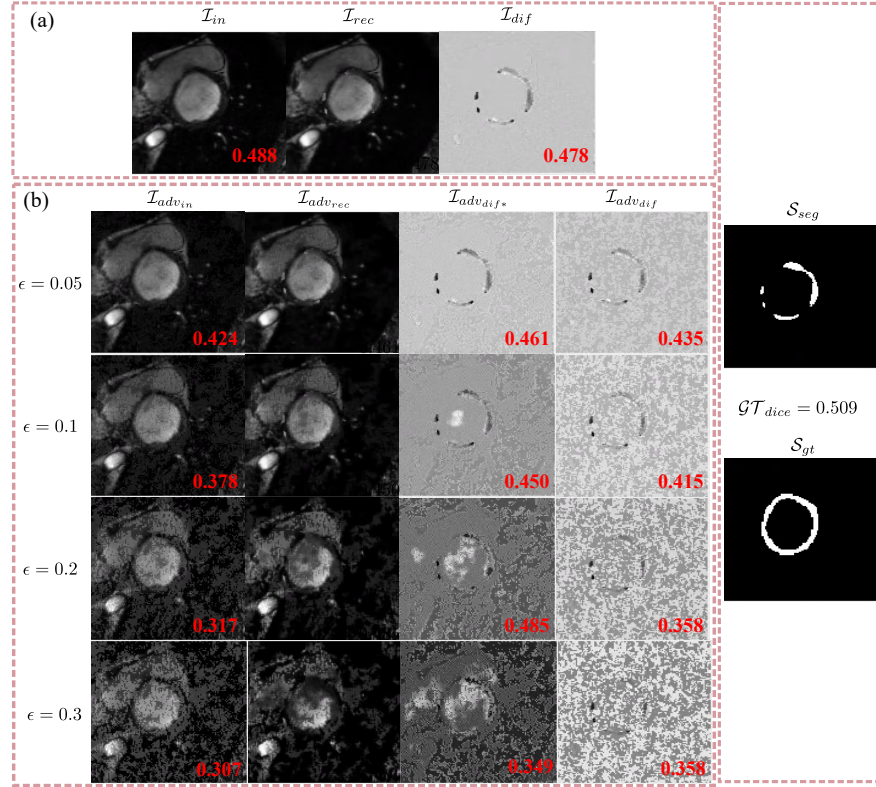 (a)
𝓘_in 𝓘_rec 𝓘_dif
0.488 0.478
(b)
𝓘_adv_in 𝓘_adv_rec 𝓘_adv_dif* 𝓘_adv_dif
ϵ = 0.05
0.424 0.461 0.435
ϵ = 0.1
0.378 0.450 0.415
ϵ = 0.2
0.317 0.485 0.358
ϵ = 0.3
0.307 0.349 0.358
𝒮_seg
𝒢𝒯_dice = 0.509
𝒮_gt